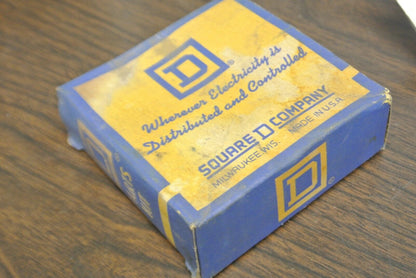 D
®
Wherever Electricity is
Distributed and Controlled
SQUARE D COMPANY
MILWAUKEE, WIS. MADE IN U.S.A.
D
®